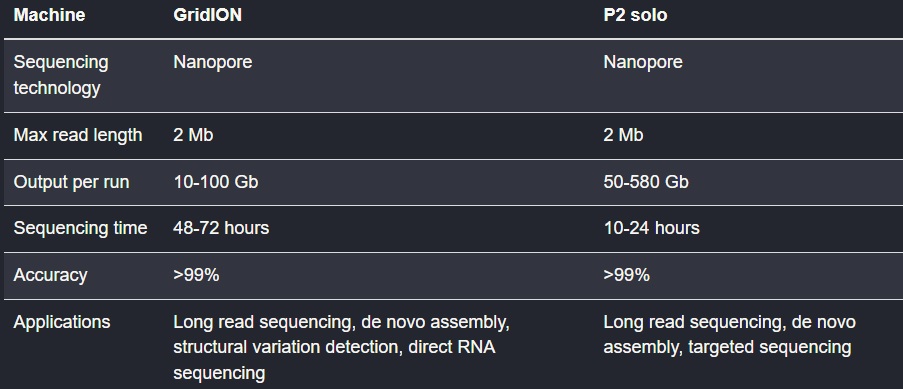 Machine GridION P2 solo
Sequencing technology Nanopore Nanopore
Max read length 2 Mb 2 Mb
Output per run 10-100 Gb 50-580 Gb
Sequencing time 48-72 hours 10-24 hours
Accuracy >99% >99%
Applications Long read sequencing, de novo assembly, Long read sequencing, de novo
structural variation detection, direct RNA assembly, targeted sequencing
sequencing